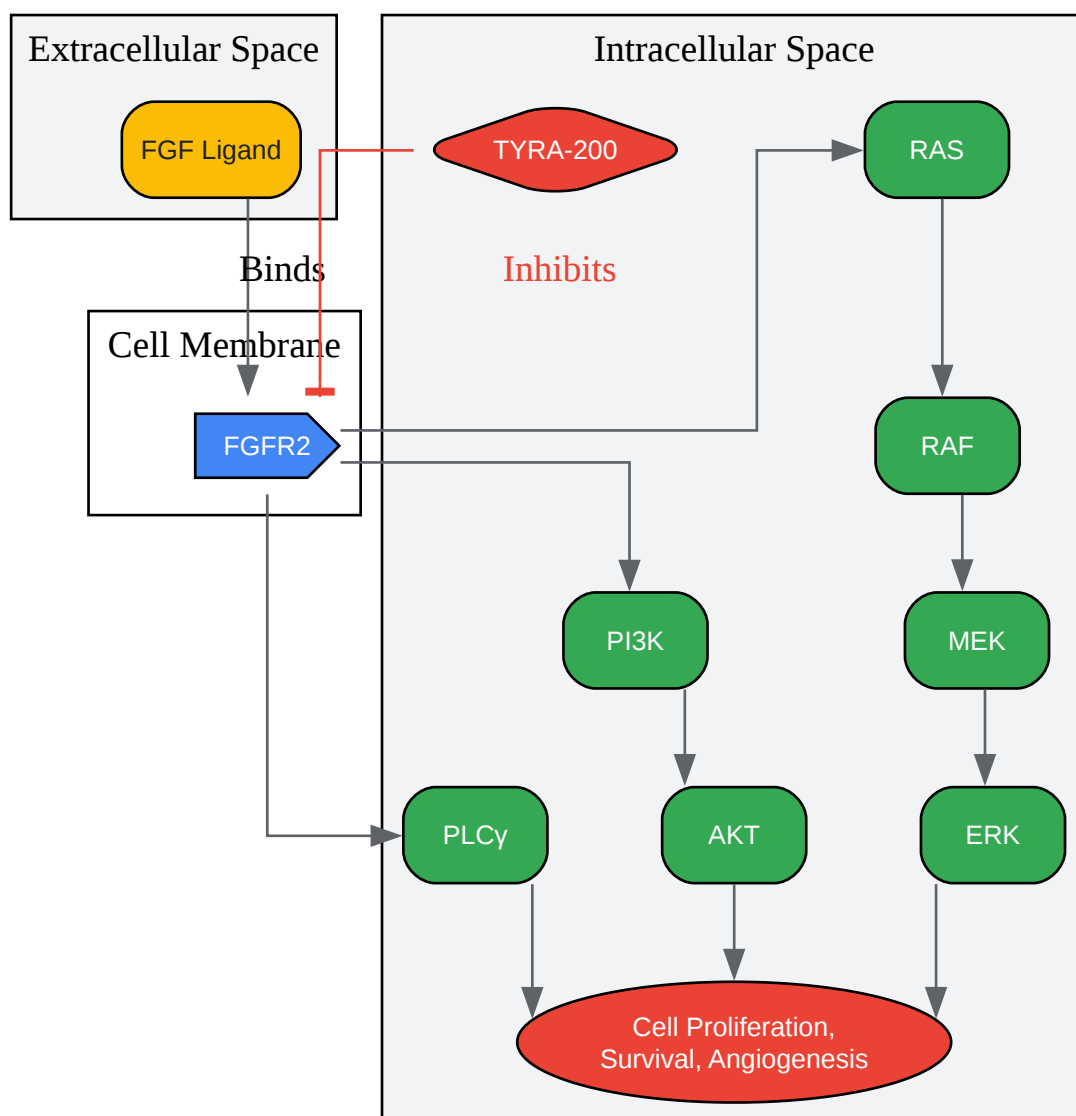 Extracellular Space
Intracellular Space
FGF Ligand
TYRA-200
RAS
Binds
Inhibits
Cell Membrane
FGFR2
RAF
PI3K
MEK
PLCγ
AKT
ERK
Cell Proliferation,
Survival, Angiogenesis